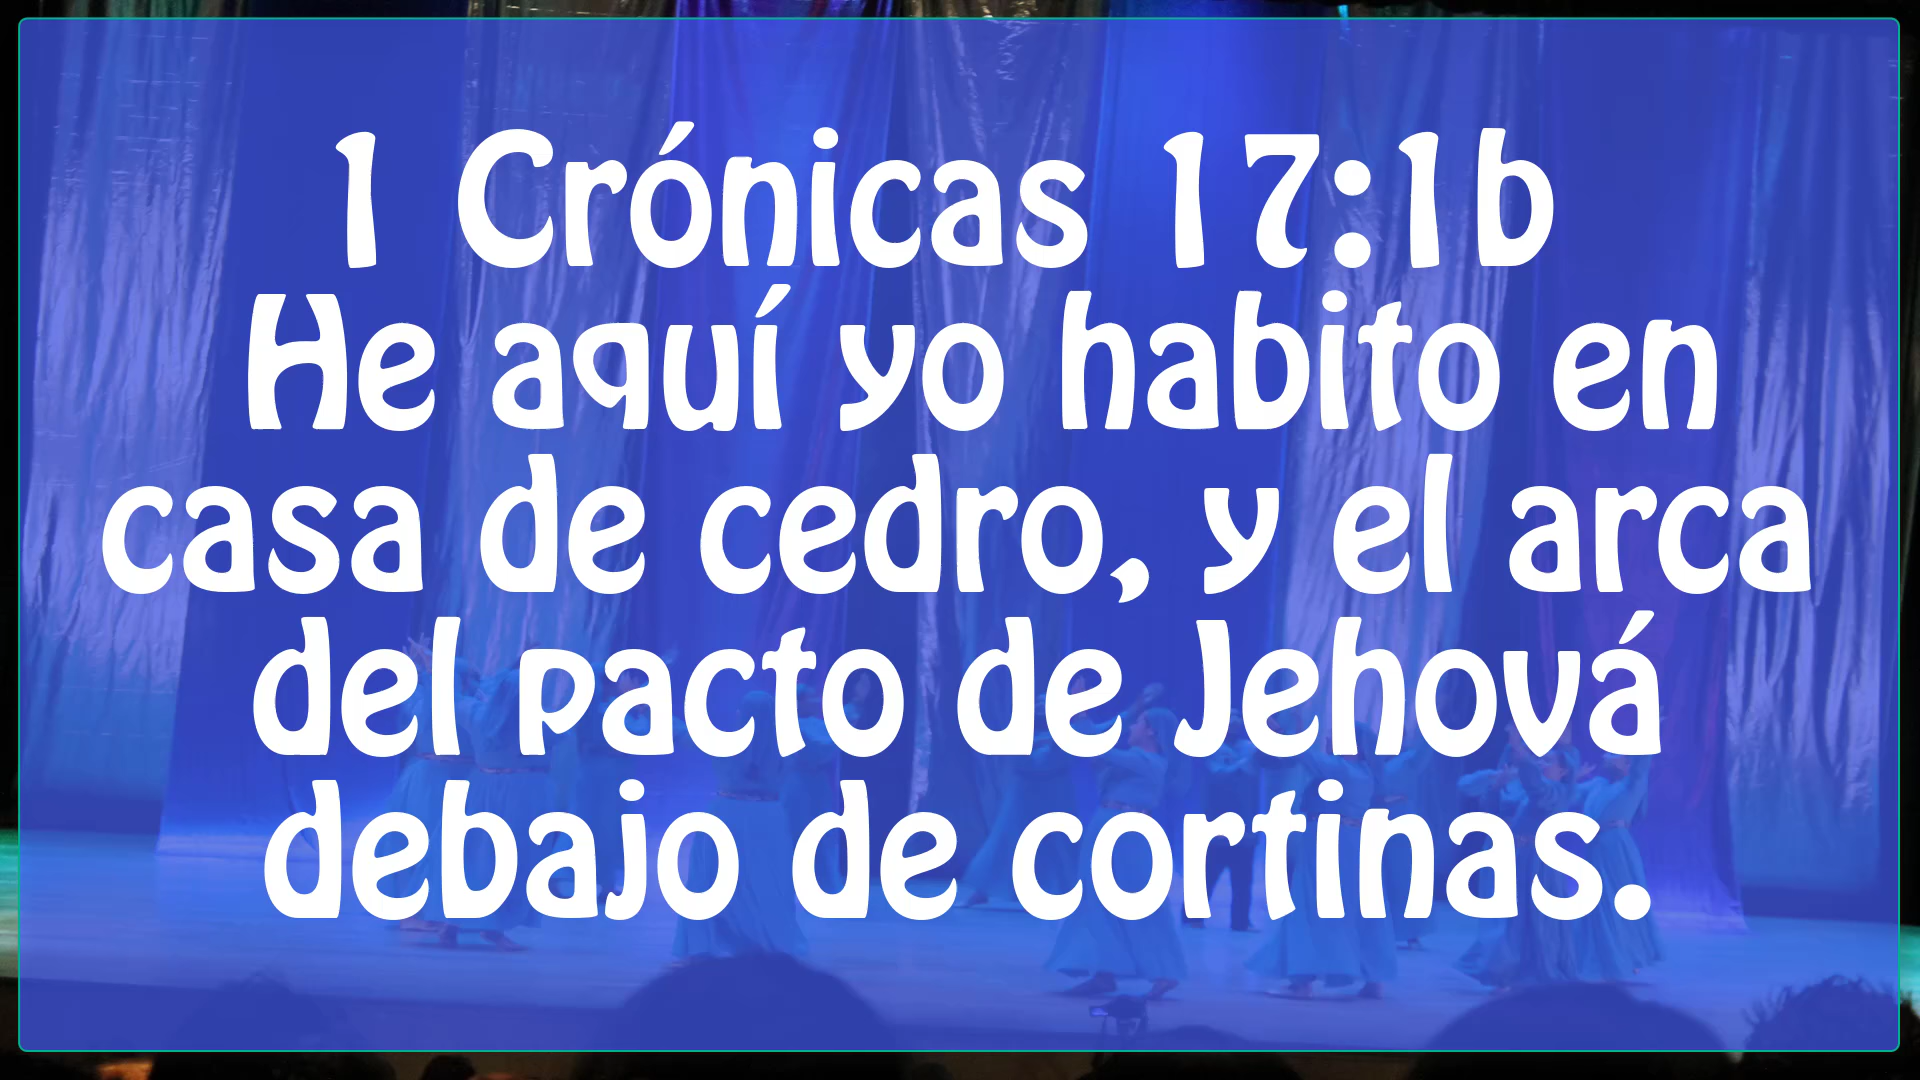 1 Crónicas 17:1b
He aquí yo habito en
casa de cedro, y el arca
del pacto de Jehová
debajo de cortinas.